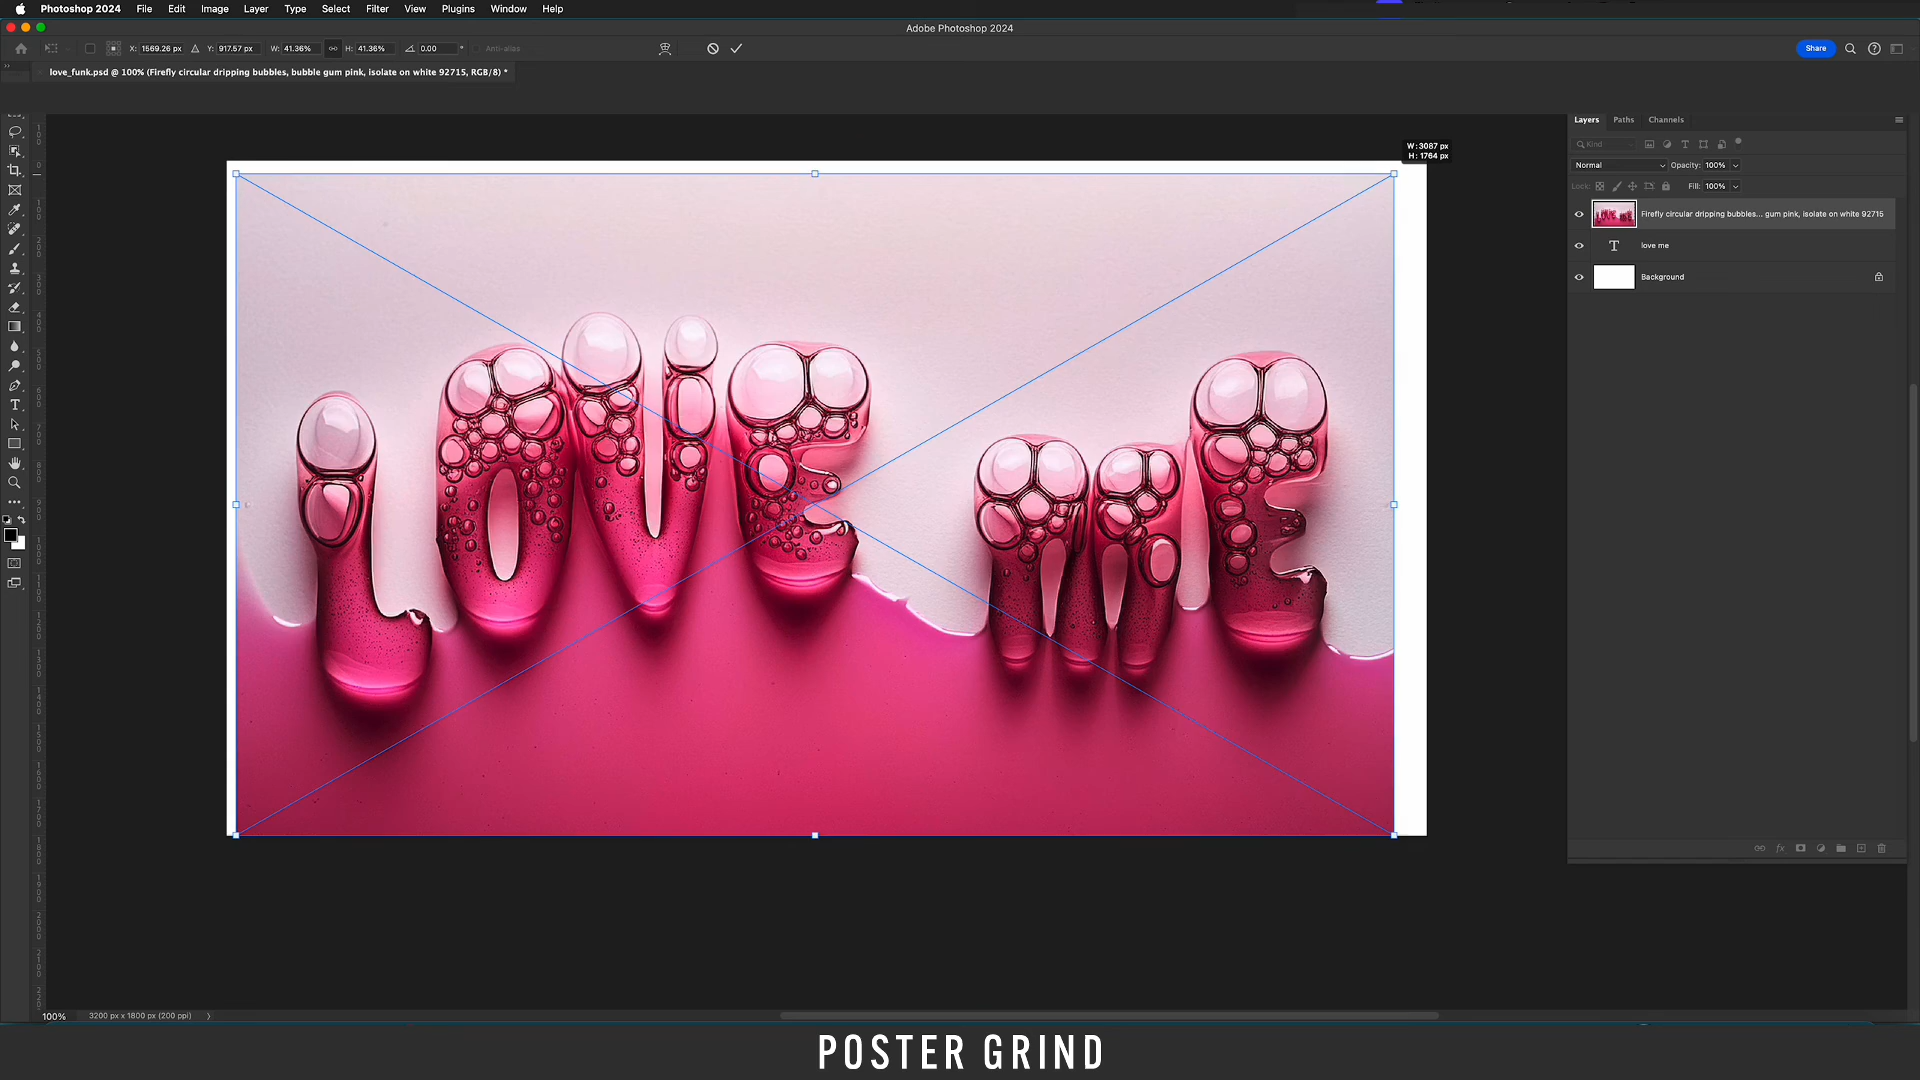 Photoshop 2024 File Edit Image Layer Type Select Filter View Plugins Window Help
Adobe Photoshop 2024
X: 1569.26 px Y: 917.57 px W: 41.36% H: 41.36% 0.00 ° Anti-alias Share
love_funk.psd @ 100% (Firefly circular dripping bubbles, bubble gum pink, isolate on white 92715, RGB/8) *
Layers Paths Channels
Kind
Normal Opacity: 100%
Lock: Fill: 100%
Firefly circular dripping bubbles... gum pink, isolate on white 92715
T love me
Background
W: 3087 px
H: 1764 px
LOVE ME
100% 3200 px x 1800 px (200 ppi)
POSTER GRIND